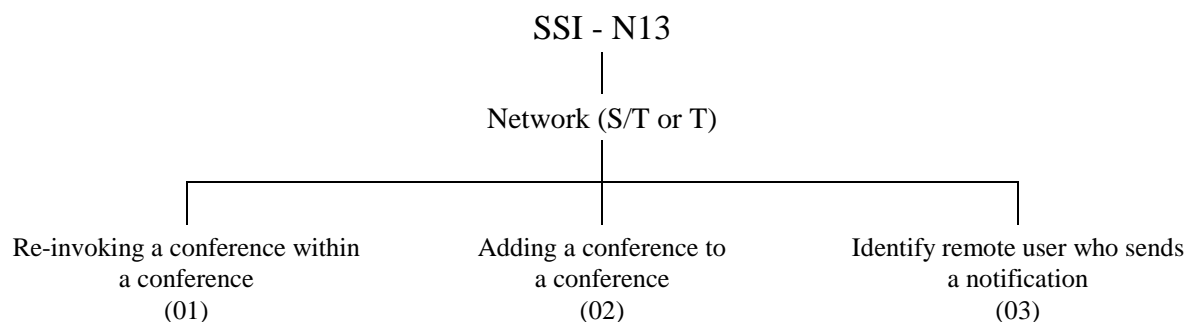 SSI - N13
Network (S/T or T)
Re-invoking a conference within
a conference
(01)
Adding a conference to
a conference
(02)
Identify remote user who sends
a notification
(03)